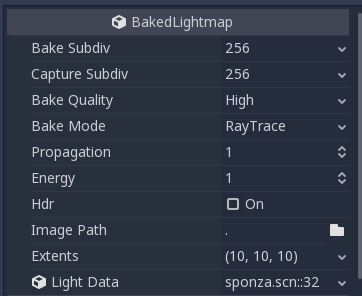 BakedLightmap
Bake Subdiv 256
Capture Subdiv 256
Bake Quality High
Bake Mode RayTrace
Propagation 1
Energy 1
Hdr On
Image Path .
Extents (10, 10, 10)
Light Data sponza.scn::32